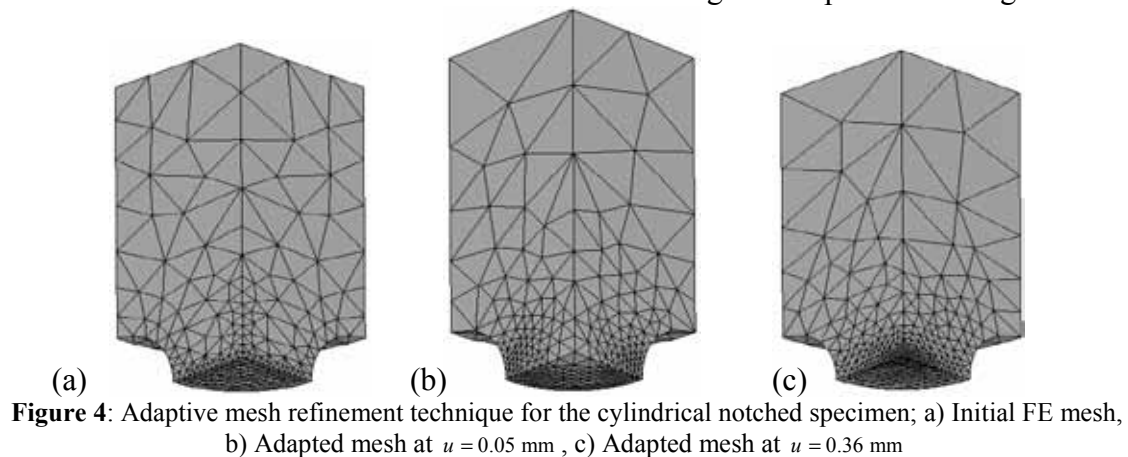 (a) (b) (c)
Figure 4: Adaptive mesh refinement technique for the cylindrical notched specimen; a) Initial FE mesh,
b) Adapted mesh at u = 0.05 mm , c) Adapted mesh at u = 0.36 mm